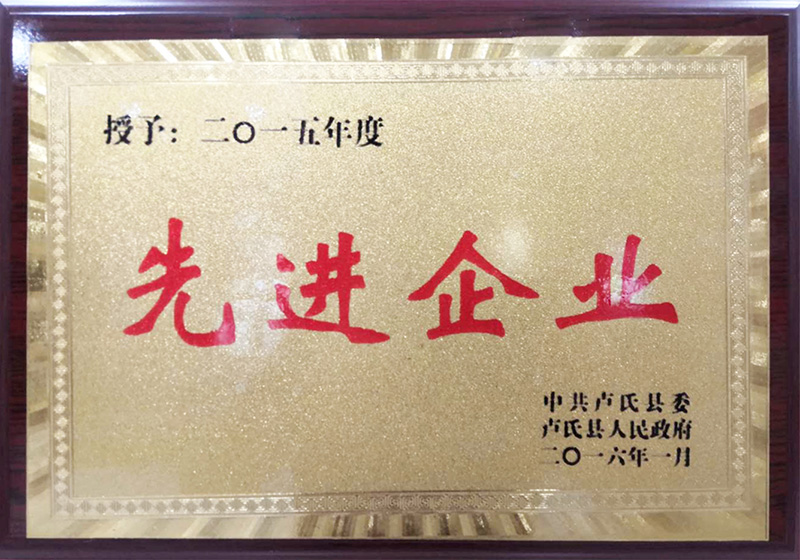 授予：二〇一五年度
先进企业
中共卢氏县委
卢氏县人民政府
二〇一六年一月